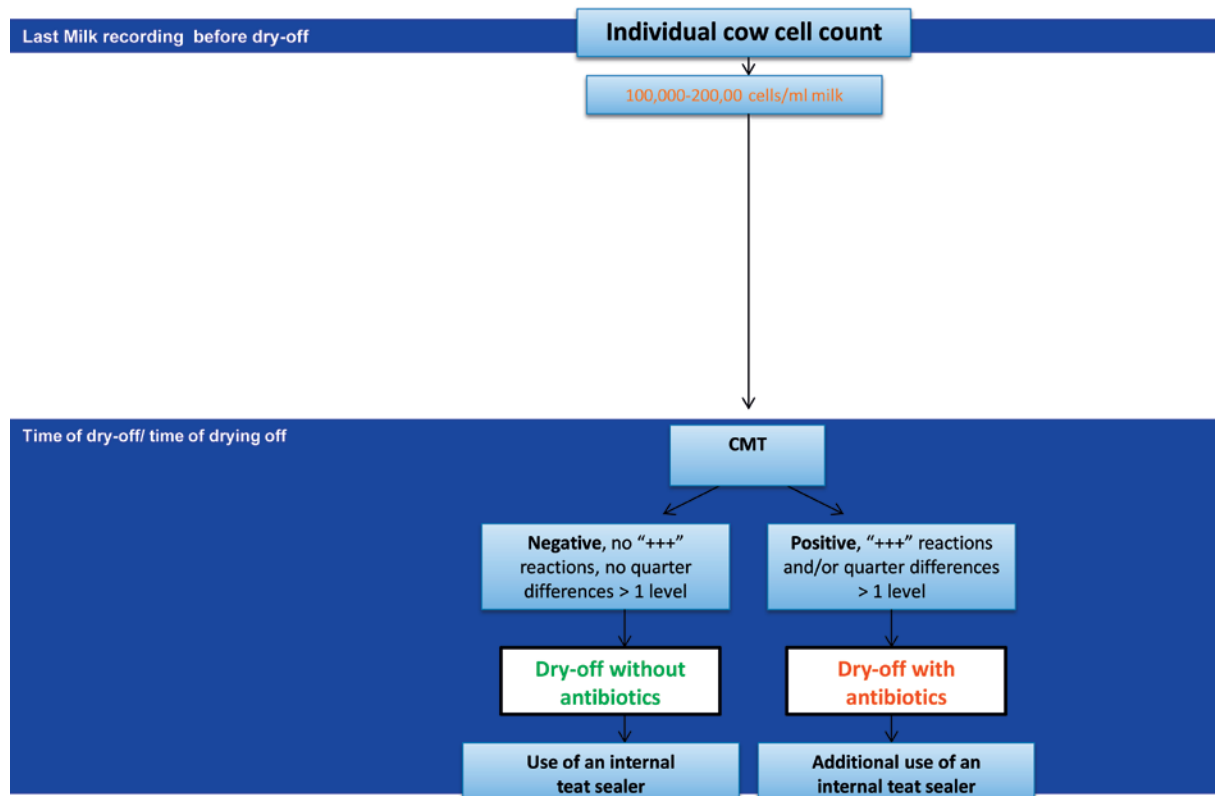 Last Milk recording before dry-off
Individual cow cell count
100,000-200,00 cells/ml milk
Time of dry-off/ time of drying off
CMT
Negative, no “+++”
reactions, no quarter
differences > 1 level
Positive, “+++” reactions
and/or quarter differences
> 1 level
Dry-off without
antibiotics
Dry-off with
antibiotics
Use of an internal
teat sealer
Additional use of an
internal teat sealer